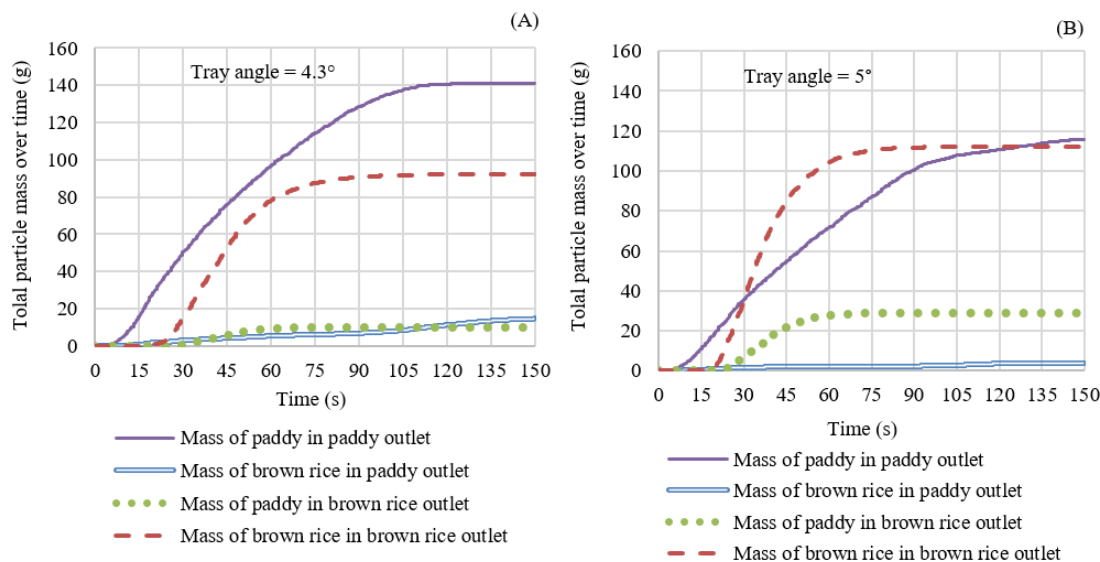 (A)
Tolal particle mass over time (g)
160
140
120
100
80
60
40
20
0
Tray angle = 4.3°
0 15 30 45 60 75 90 105 120 135 150
Time (s)
Mass of paddy in paddy outlet
Mass of brown rice in paddy outlet
Mass of paddy in brown rice outlet
Mass of brown rice in brown rice outlet
(B)
Tolal particle mass over time (g)
160
140
120
100
80
60
40
20
0
Tray angle = 5°
0 15 30 45 60 75 90 105 120 135 150
Time (s)
Mass of paddy in paddy outlet
Mass of brown rice in paddy outlet
Mass of paddy in brown rice outlet
Mass of brown rice in brown rice outlet